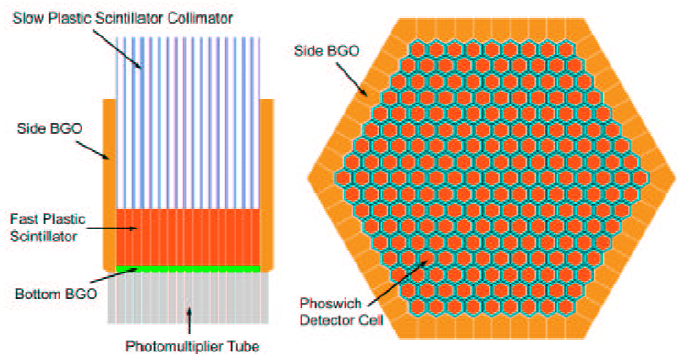 Slow Plastic Scintillator Collimator
Side BGO
Side BGO
Fast Plastic
Scintillator
Bottom BGO
Phoswich
Detector Cell
Photomultiplier Tube